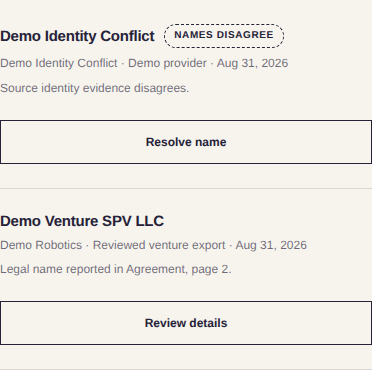 Demo Identity Conflict NAMES DISAGREE
Demo Identity Conflict · Demo provider · Aug 31, 2026
Source identity evidence disagrees.
Resolve name
Demo Venture SPV LLC
Demo Robotics · Reviewed venture export · Aug 31, 2026
Legal name reported in Agreement, page 2.
Review details